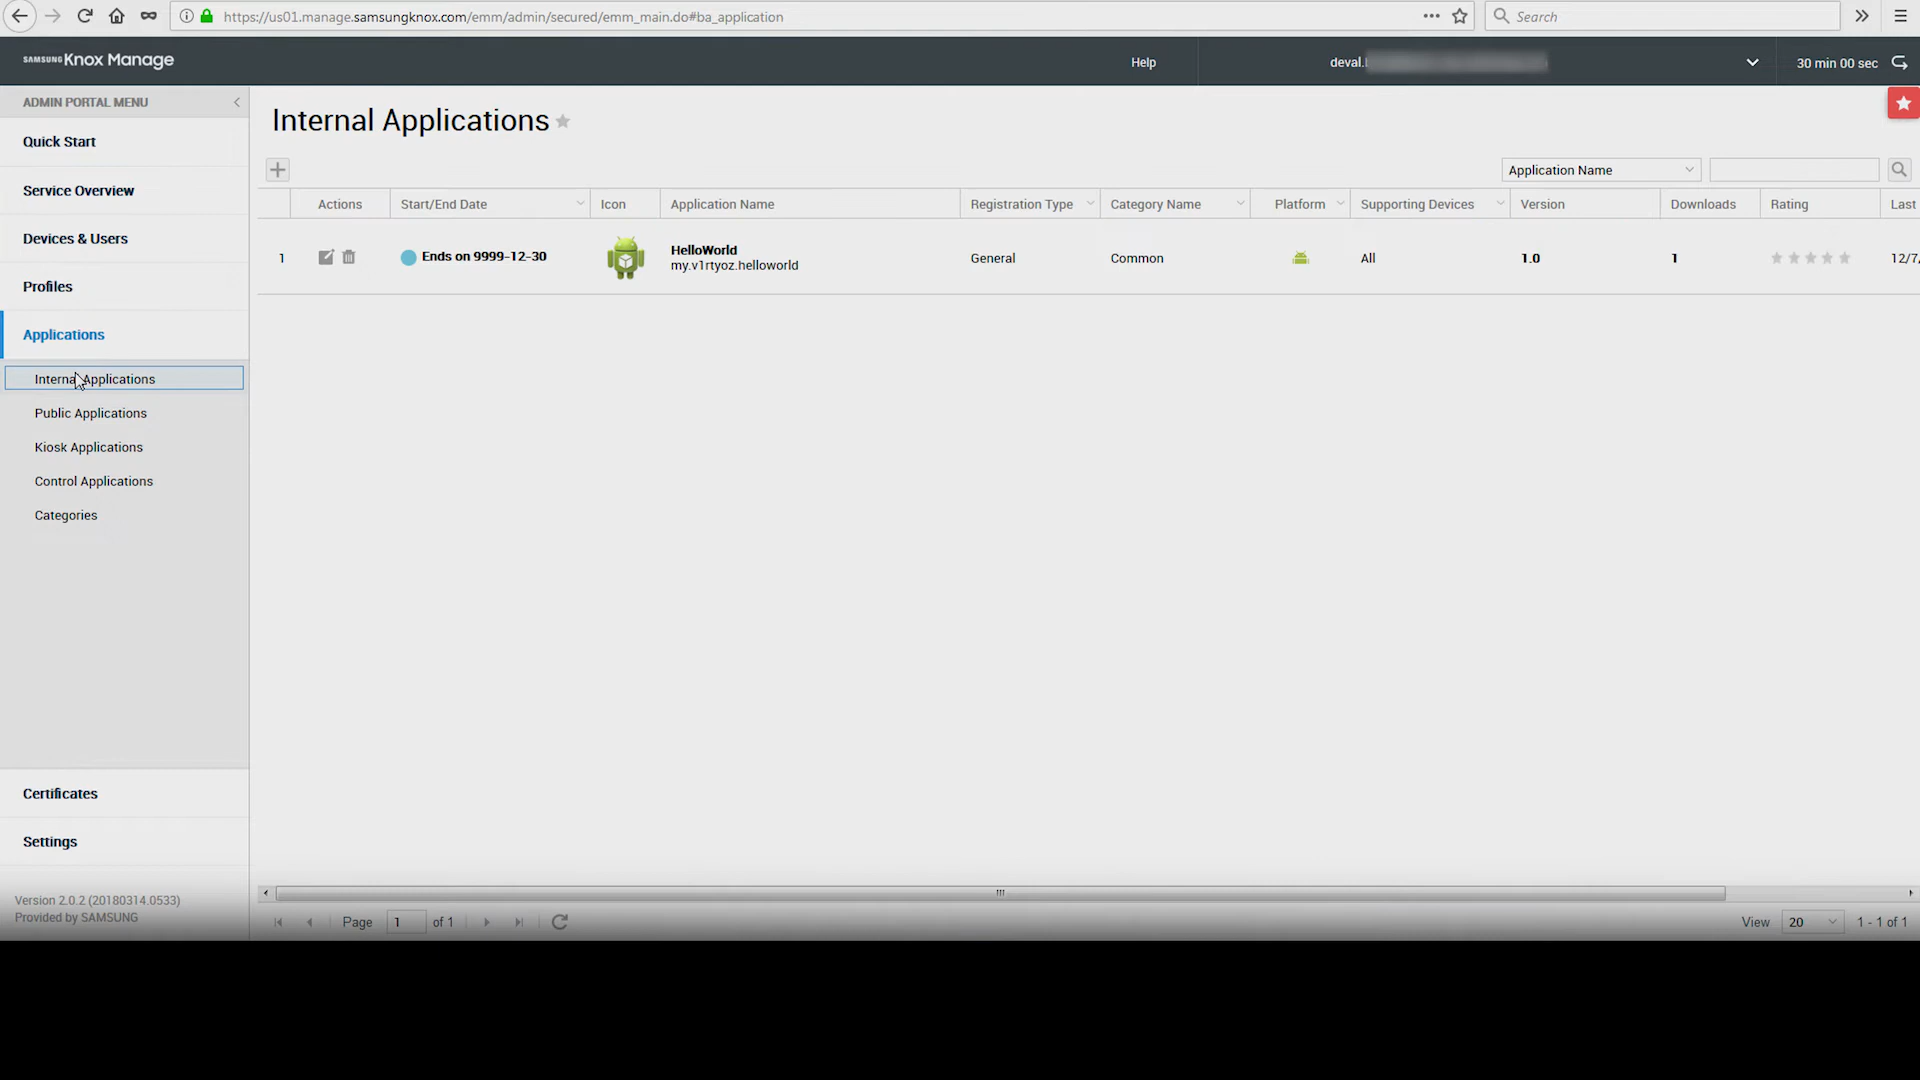 https://us01.manage.samsungknox.com/emm/admin/secured/emm_main.do#ba_application
Search
SAMSUNG Knox Manage
Help
deval.
30 min 00 sec
ADMIN PORTAL MENU
Quick Start
Service Overview
Devices & Users
Profiles
Applications
Internal Applications
Public Applications
Kiosk Applications
Control Applications
Categories
Certificates
Settings
Version 2.0.2 (20180314.0533)
Provided by SAMSUNG
Internal Applications
Application Name
Actions Start/End Date Icon Application Name Registration Type Category Name Platform Supporting Devices Version Downloads Rating Last
1 Ends on 9999-12-30 HelloWorld General Common All 1.0 1 12/7,
my.v1rtyoz.helloworld
Page 1 of 1 View 20 1 - 1 of 1